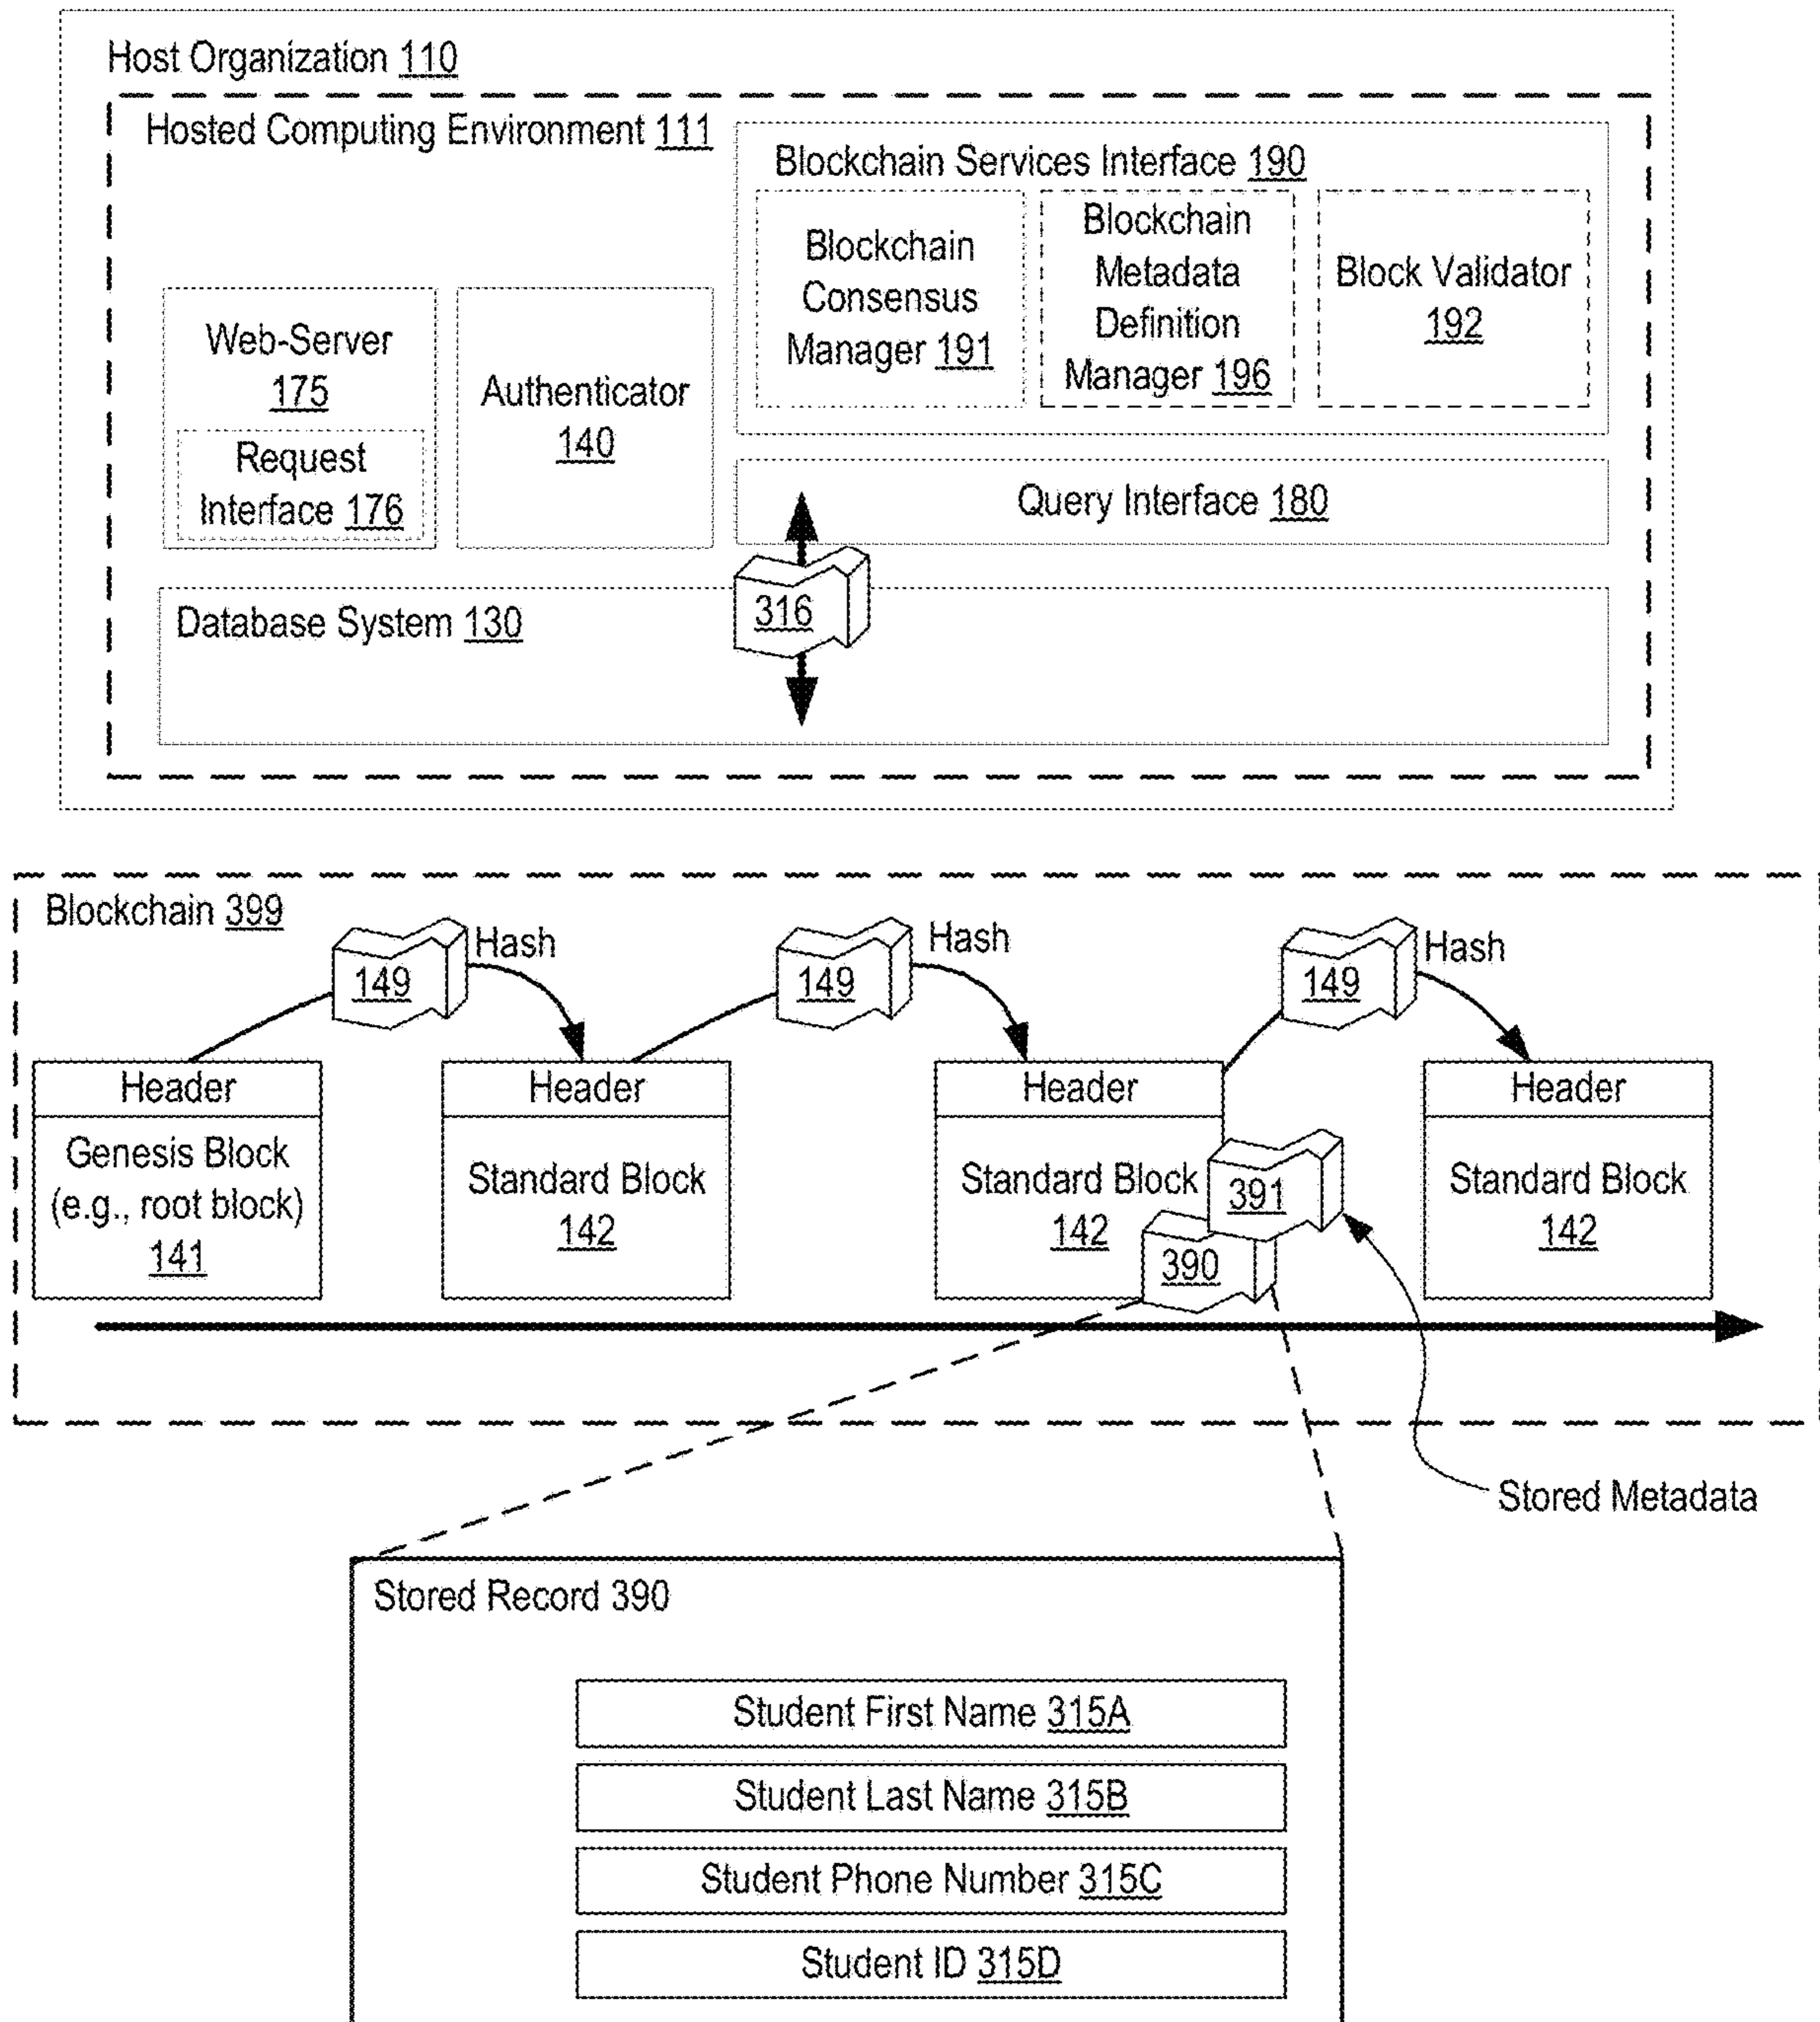 Host Organization 110
Hosted Computing Environment 111
Blockchain Services Interface 190
Blockchain
Consensus
Manager 191
Blockchain
Metadata
Definition
Manager 196
Block Validator
192
Web-Server
175
Request
Interface 176
Authenticator
140
Query Interface 180
316
Database System 130
Blockchain 399
149
Hash
149
Hash
149
Hash
Header
Genesis Block
(e.g., root block)
141
Header
Standard Block
142
Header
Standard Block
142
391
390
Header
Standard Block
142
Stored Metadata
Stored Record 390
Student First Name 315A
Student Last Name 315B
Student Phone Number 315C
Student ID 315D